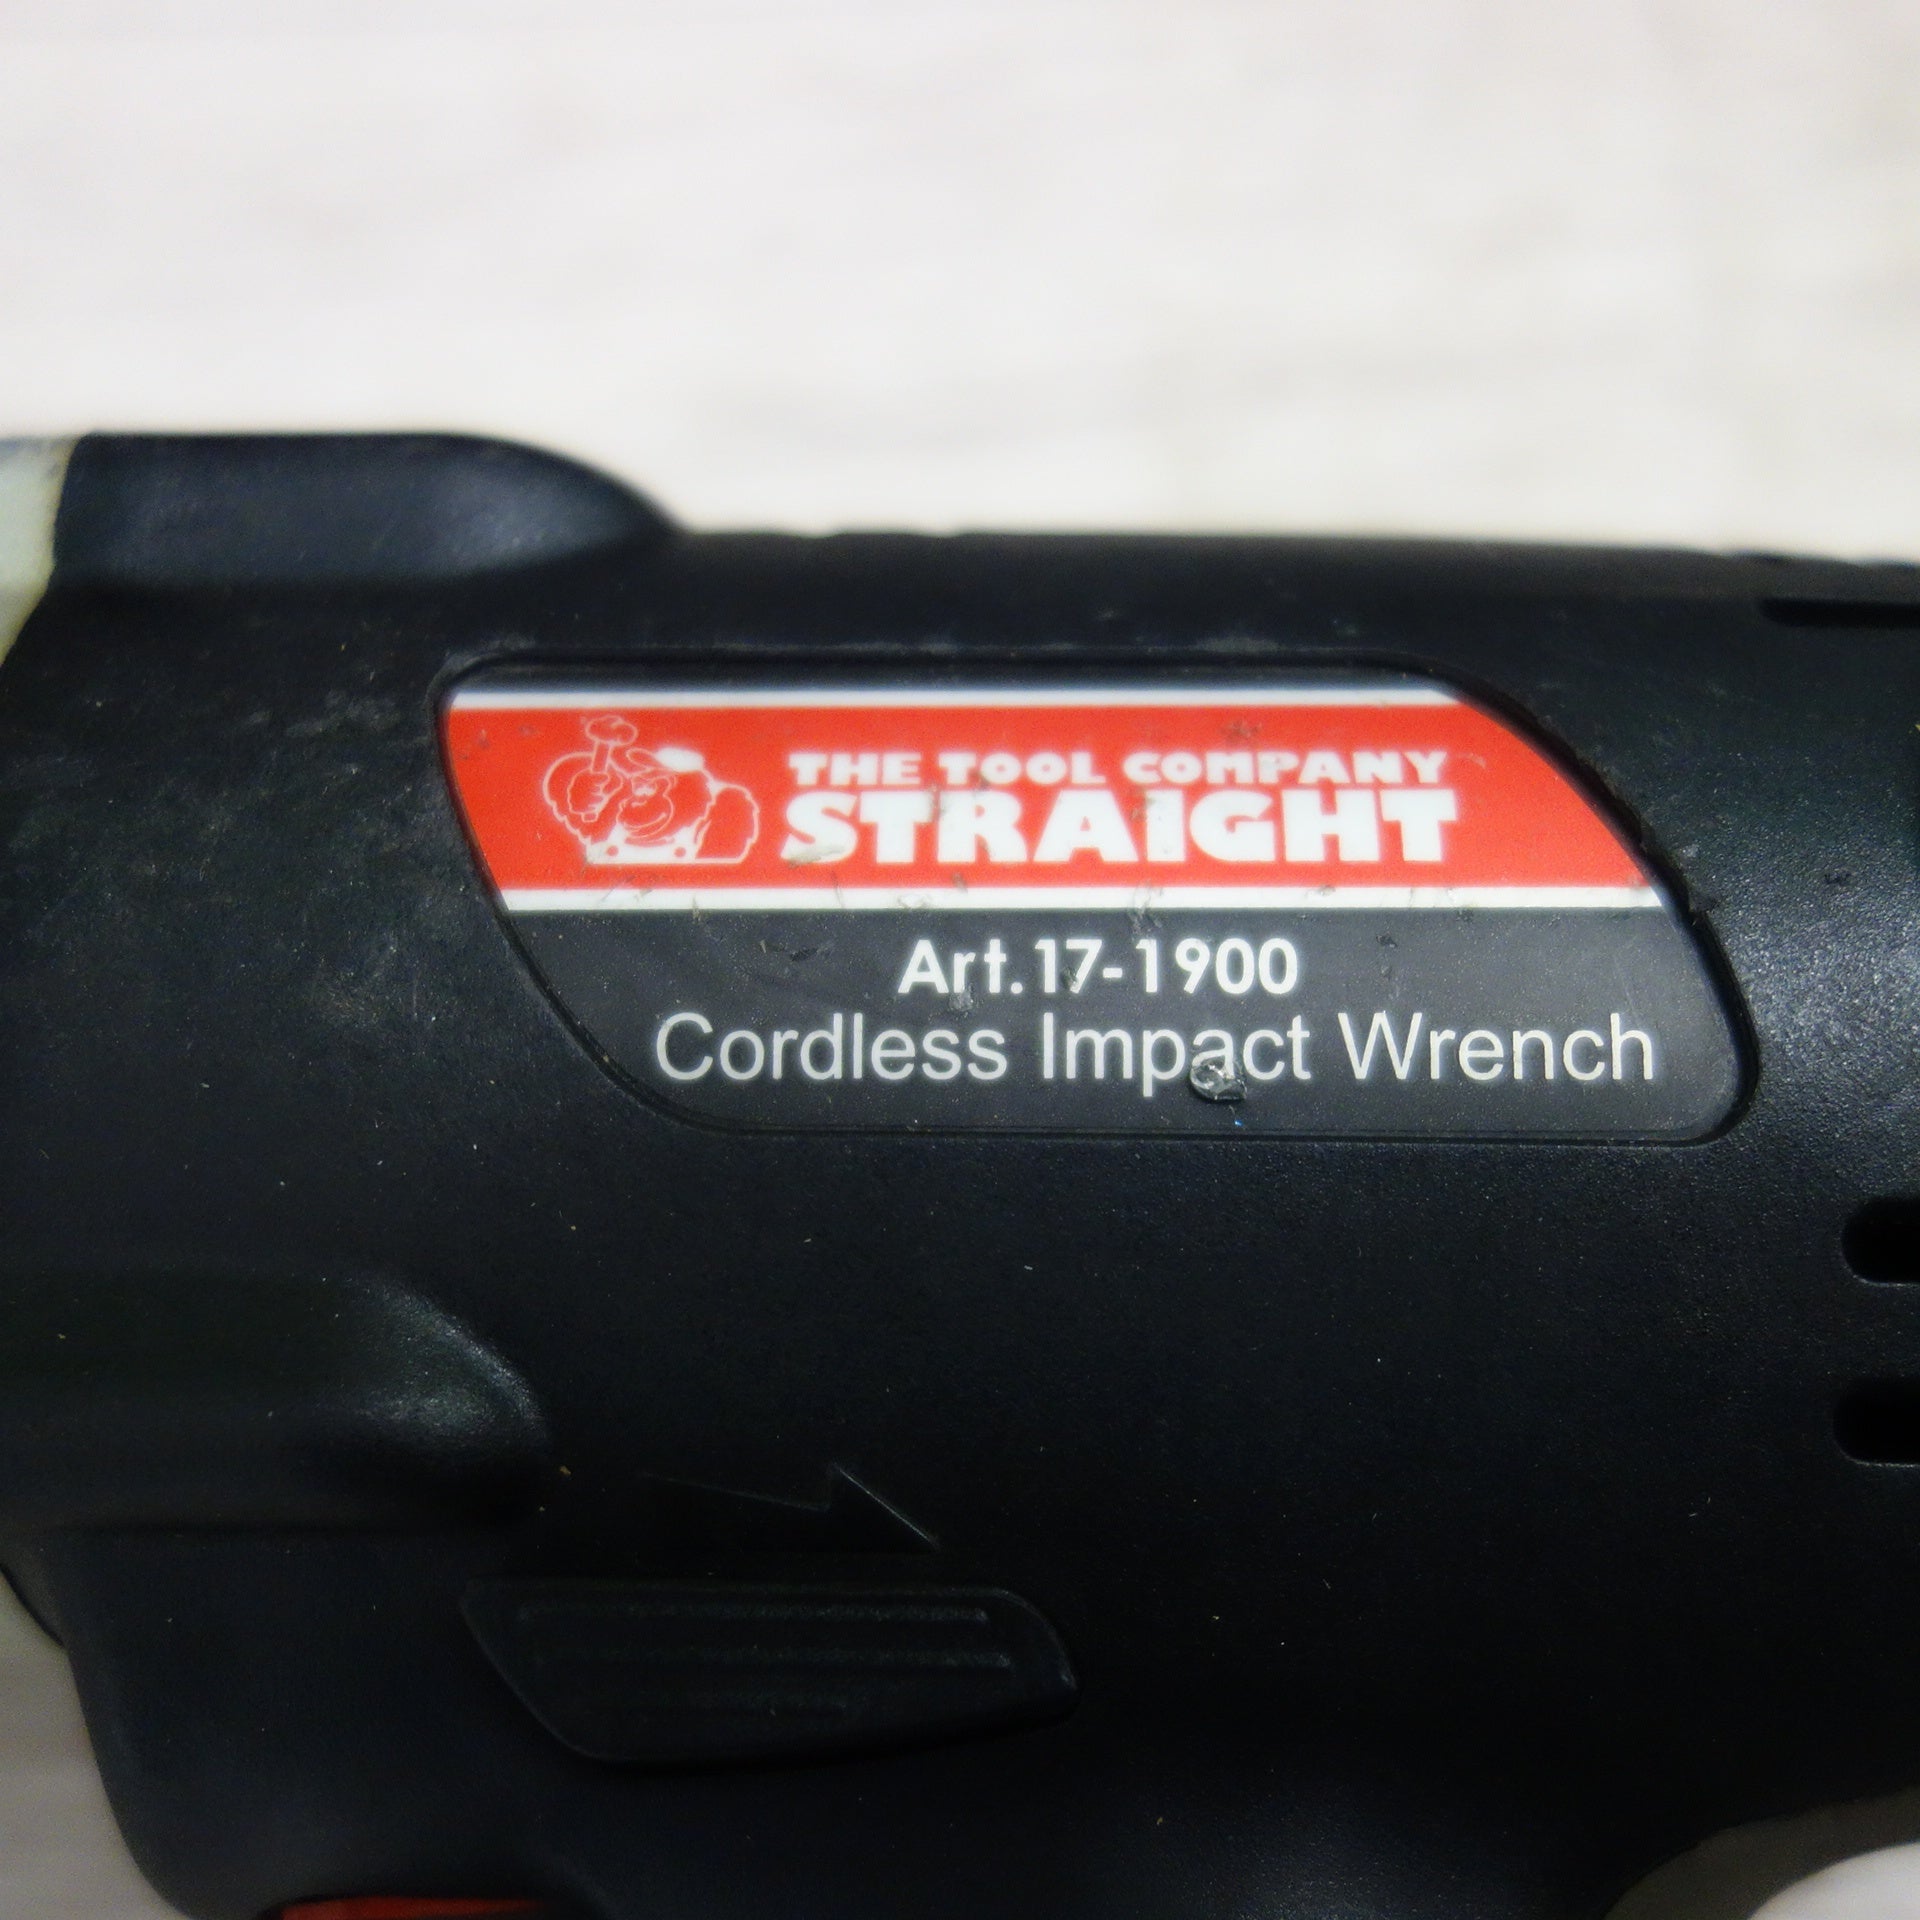 THE TOOL COMPANY
STRAIGHT
Art.17-1900
Cordless Impact Wrench